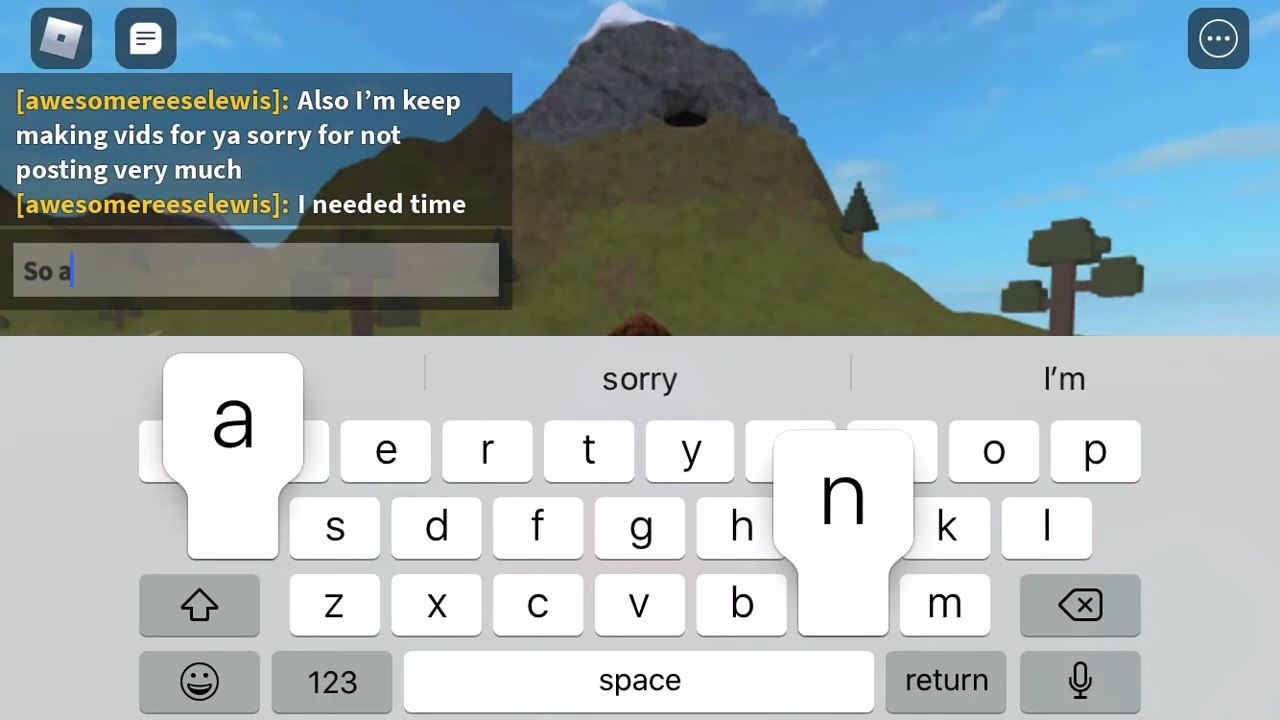 [awesomereeselewis]: Also I’m keep
making vids for ya sorry for not
posting very much
[awesomereeselewis]: I needed time
So a
sorry I’m
a e r t y o p
s d f g h n k l
z x c v b m
123 space return